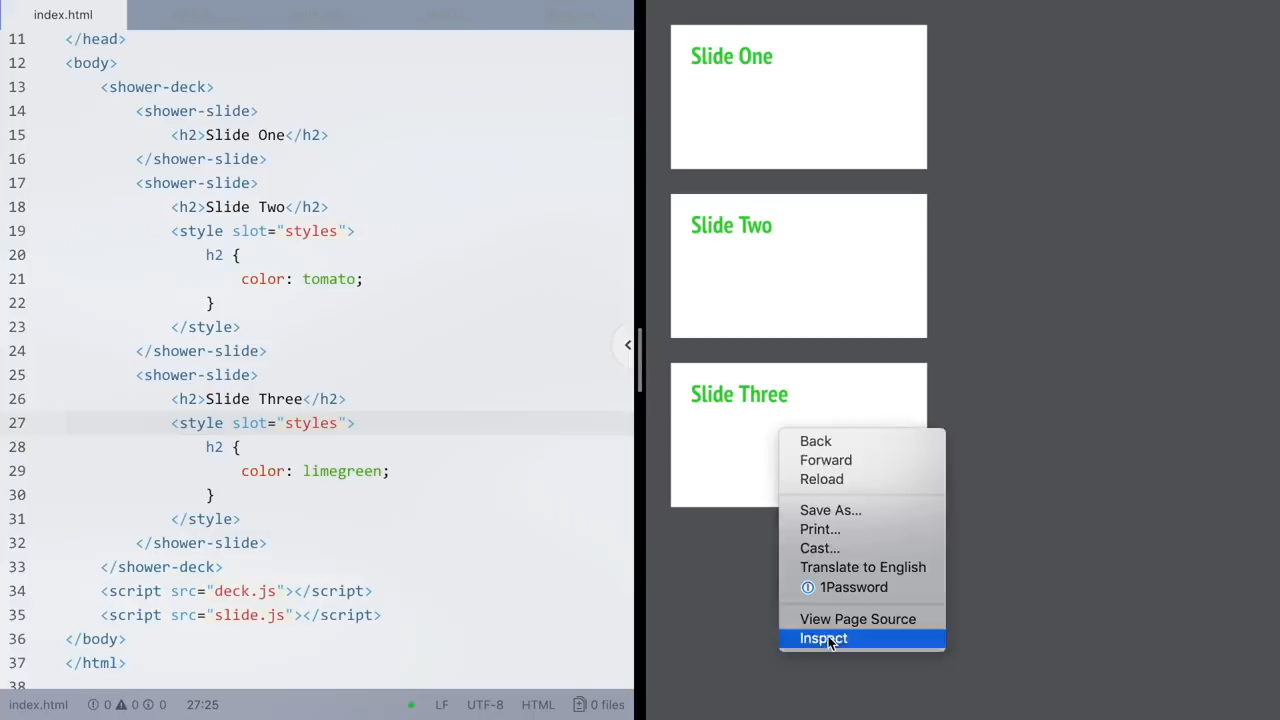 index.html
11 </head>
12 <body>
13 <shower-deck>
14 <shower-slide>
15 <h2>Slide One</h2>
16 </shower-slide>
17 <shower-slide>
18 <h2>Slide Two</h2>
19 <style slot="styles">
20 h2 {
21 color: tomato;
22 }
23 </style>
24 </shower-slide>
25 <shower-slide>
26 <h2>Slide Three</h2>
27 <style slot="styles">
28 h2 {
29 color: limegreen;
30 }
31 </style>
32 </shower-slide>
33 </shower-deck>
34 <script src="deck.js"></script>
35 <script src="slide.js"></script>
36 </body>
37 </html>
38
index.html 0 0 0 27:25 LF UTF-8 HTML 0 files
Slide One
Slide Two
Slide Three
Back
Forward
Reload
Save As...
Print...
Cast...
Translate to English
1Password
View Page Source
Inspect